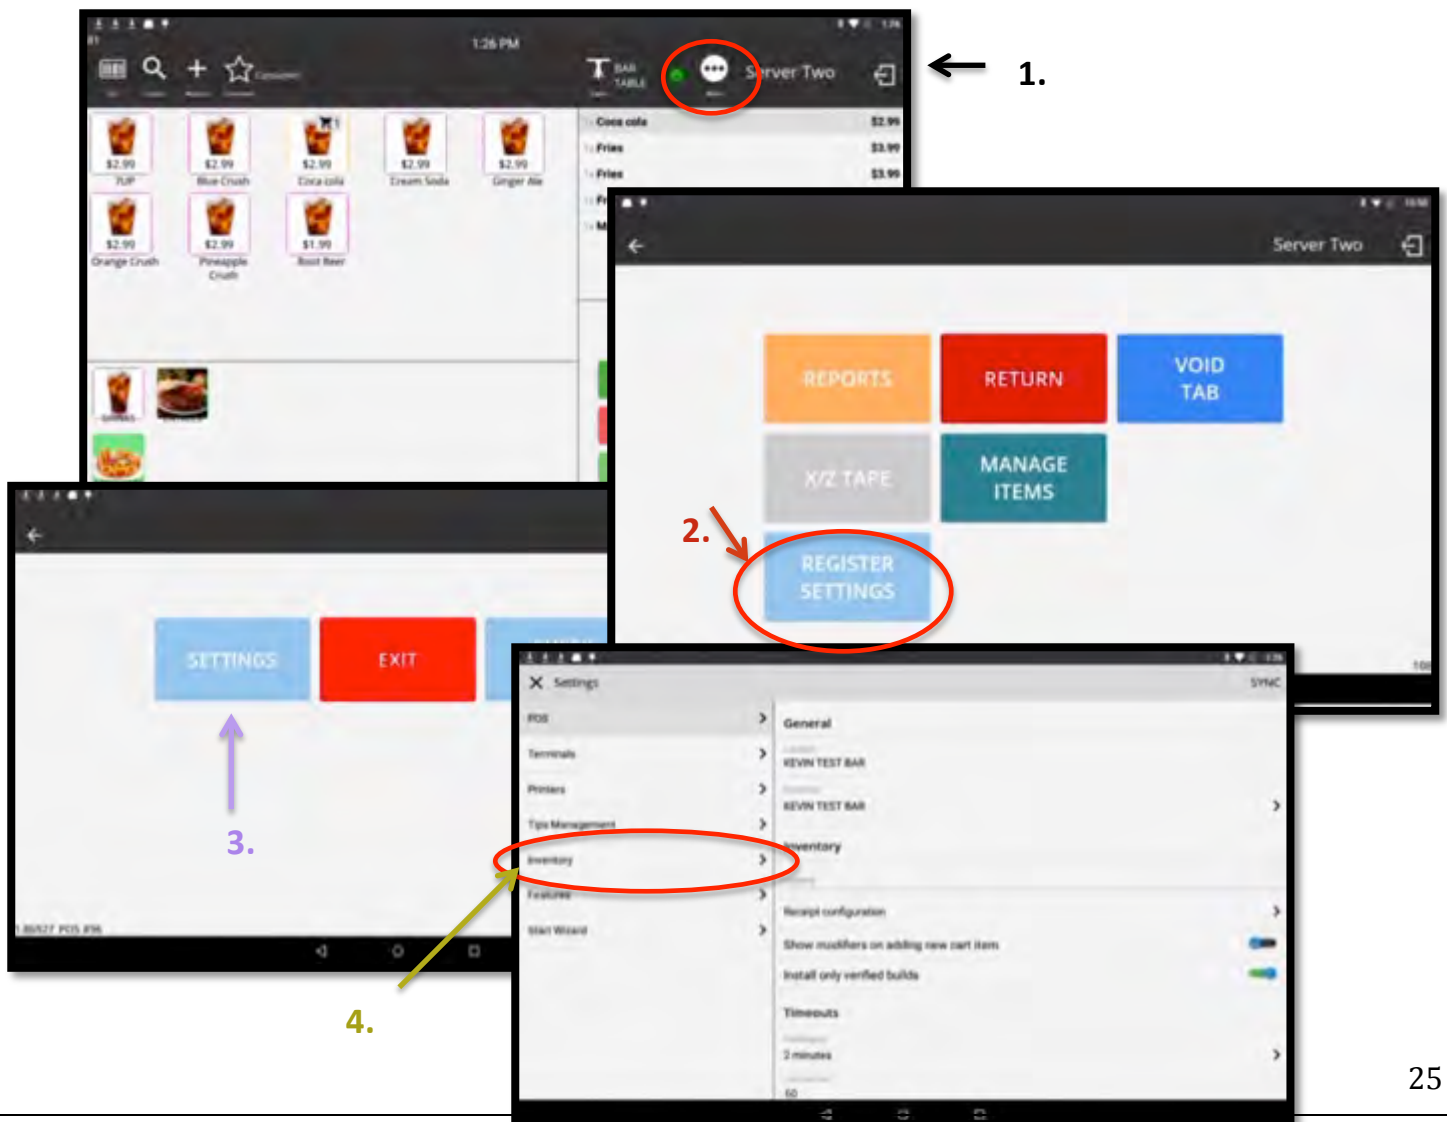 1:26 PM
BAR
TABLE
Server Two
1.
$2.99
7UP
$2.99
Blue Crush
1
$2.99
Coca cola
$2.99
Cream Soda
$2.99
Ginger Ale
$2.99
Orange Crush
$2.99
Pineapple
Crush
$1.99
Root Beer
Coca cola $2.99
Fries $3.99
Fries $3.99
Server Two
REPORTS
RETURN
VOID
TAB
X/Z TAPE
MANAGE
ITEMS
2.
REGISTER
SETTINGS
SETTINGS
EXIT
3.
Settings
SYNC
POS
Terminals
Printers
Tips Management
Inventory
Features
Start Wizard
General
KEVIN TEST BAR
KEVIN TEST BAR
Inventory
Receipt configuration
Show modifiers on adding new cart item
Install only verified builds
Timeouts
2 minutes
60
4.
25